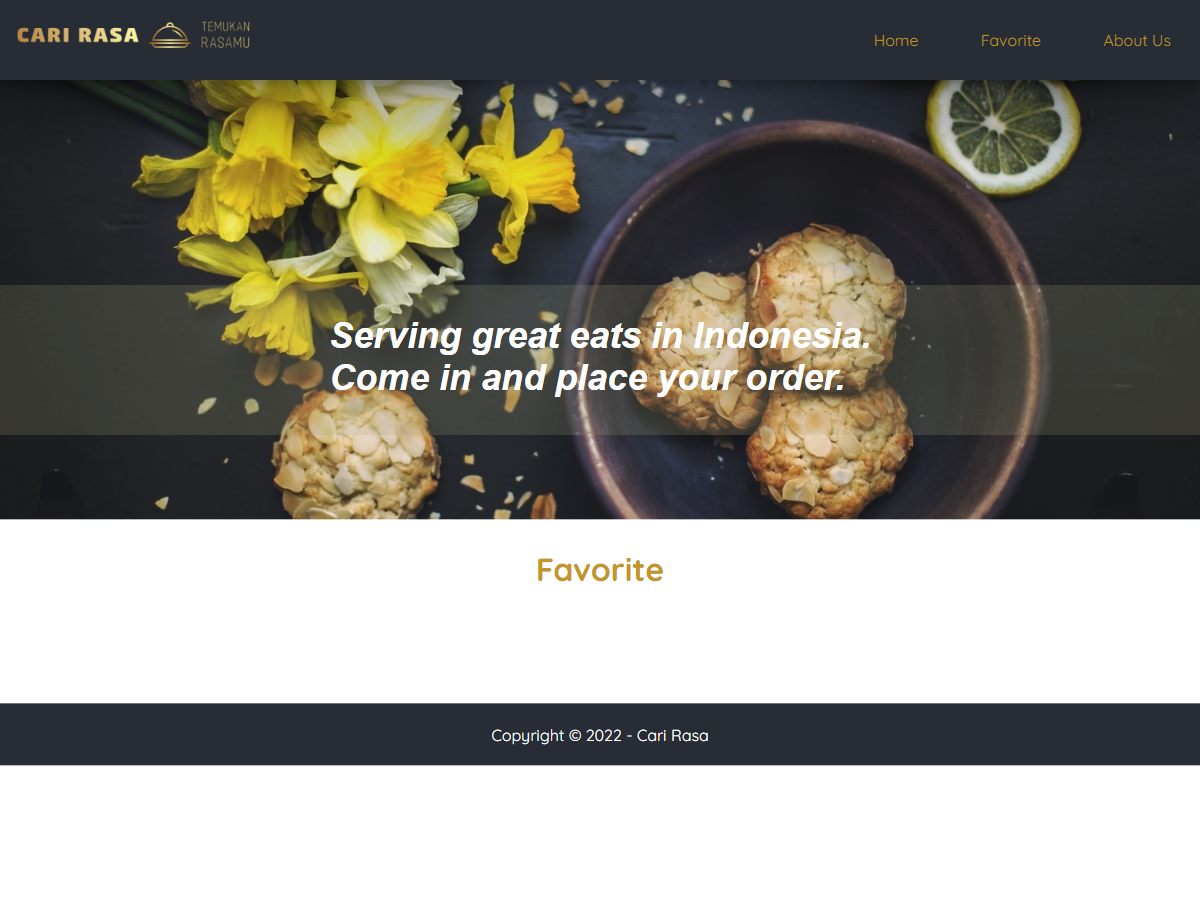 CARI RASA
TEMUKAN
RASAMU
Home
Favorite
About Us
Serving great eats in Indonesia.
Come in and place your order.
Favorite
Copyright © 2022 - Cari Rasa